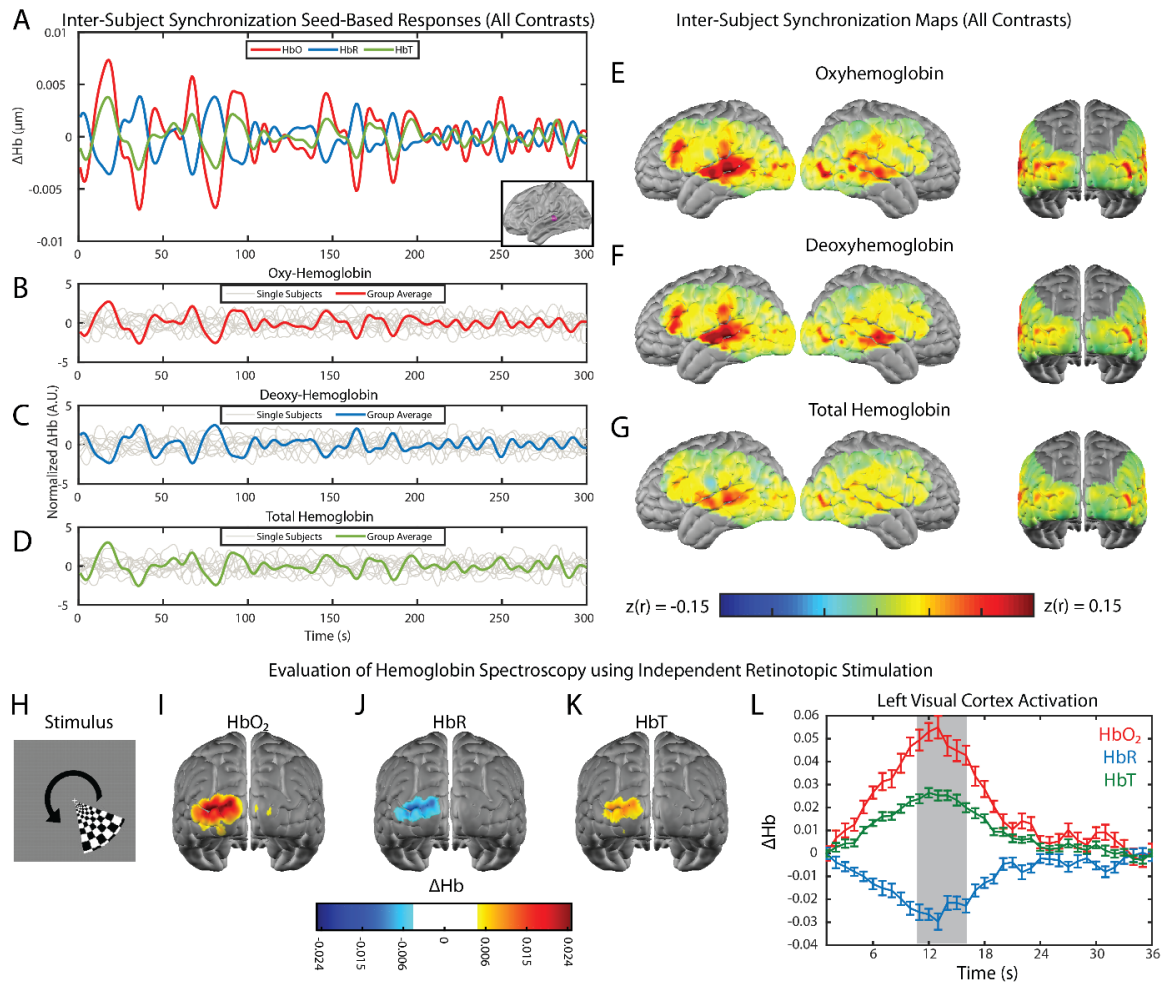 A
Inter-Subject Synchronization Seed-Based Responses (All Contrasts)
0.01
HbO HbR HbT
0.005
ΔHb (μm)
0
-0.005
-0.01
0 50 100 150 200 250 300
B
Oxy-Hemoglobin
5
Single Subjects Group Average
0
-5
0 50 100 150 200 250 300
C
Deoxy-Hemoglobin
5
Single Subjects Group Average
0
-5
0 50 100 150 200 250 300
Normalized ΔHb (A.U.)
D
Total Hemoglobin
5
Single Subjects Group Average
0
-5
0 50 100 150 200 250 300
Time (s)
Inter-Subject Synchronization Maps (All Contrasts)
E
Oxyhemoglobin
F
Deoxyhemoglobin
G
Total Hemoglobin
z(r) = -0.15
z(r) = 0.15
Evaluation of Hemoglobin Spectroscopy using Independent Retinotopic Stimulation
H
Stimulus
I
HbO₂
J
HbR
K
HbT
ΔHb
-0.024 -0.015 -0.006 0 0.006 0.015 0.024
L
Left Visual Cortex Activation
0.06
0.05
0.04
0.03
0.02
0.01
0
-0.01
-0.02
-0.03
-0.04
ΔHb
HbO₂
HbR
HbT
6 12 18 24 30 36
Time (s)